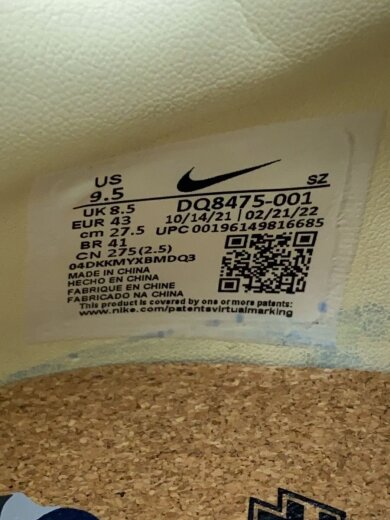 US
9.5
SZ
UK 8.5
DQ8475-001
EUR 43
10/14/21 | 02/21/22
cm 27.5
UPC 00196149816685
BR 41
CN 275(2.5)
04DKKMYXBMDQ3
MADE IN CHINA
HECHO EN CHINA
FABRIQUE EN CHINE
FABRICADO NA CHINA
This product is covered by one or more patents:
www.nike.com/patentsvirtualmarking